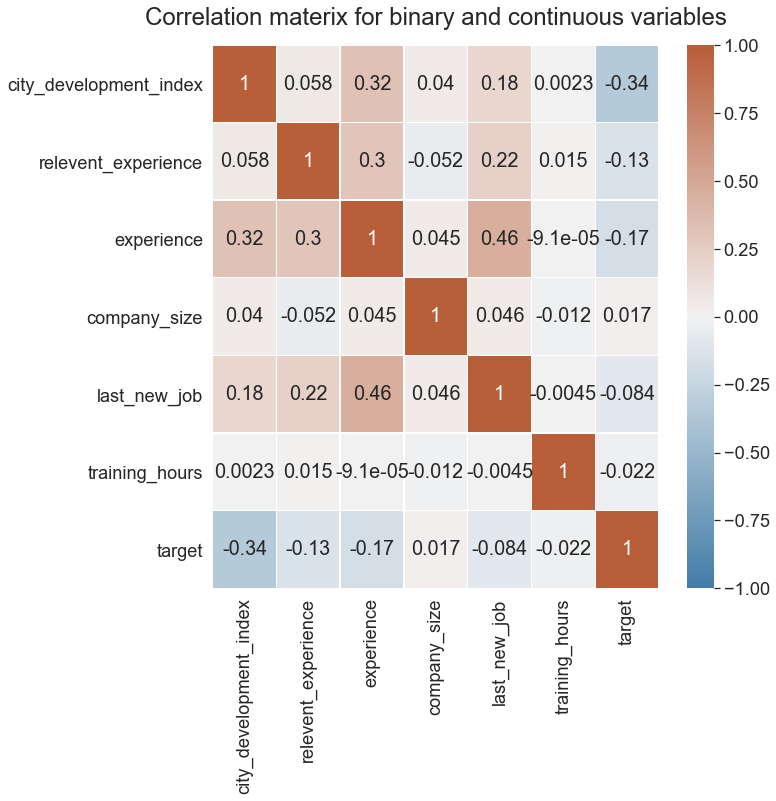 Correlation materix for binary and continuous variables
city_development_index 1 0.058 0.32 0.04 0.18 0.0023 -0.34
relevent_experience 0.058 1 0.3 -0.052 0.22 0.015 -0.13
experience 0.32 0.3 1 0.045 0.46 -9.1e-05 -0.17
company_size 0.04 -0.052 0.045 1 0.046 -0.012 0.017
last_new_job 0.18 0.22 0.46 0.046 1 -0.0045 -0.084
training_hours 0.0023 0.015 -9.1e-05 -0.012 -0.0045 1 -0.022
target -0.34 -0.13 -0.17 0.017 -0.084 -0.022 1
city_development_index
relevent_experience
experience
company_size
last_new_job
training_hours
target
1.00
0.75
0.50
0.25
0.00
−0.25
−0.50
−0.75
−1.00